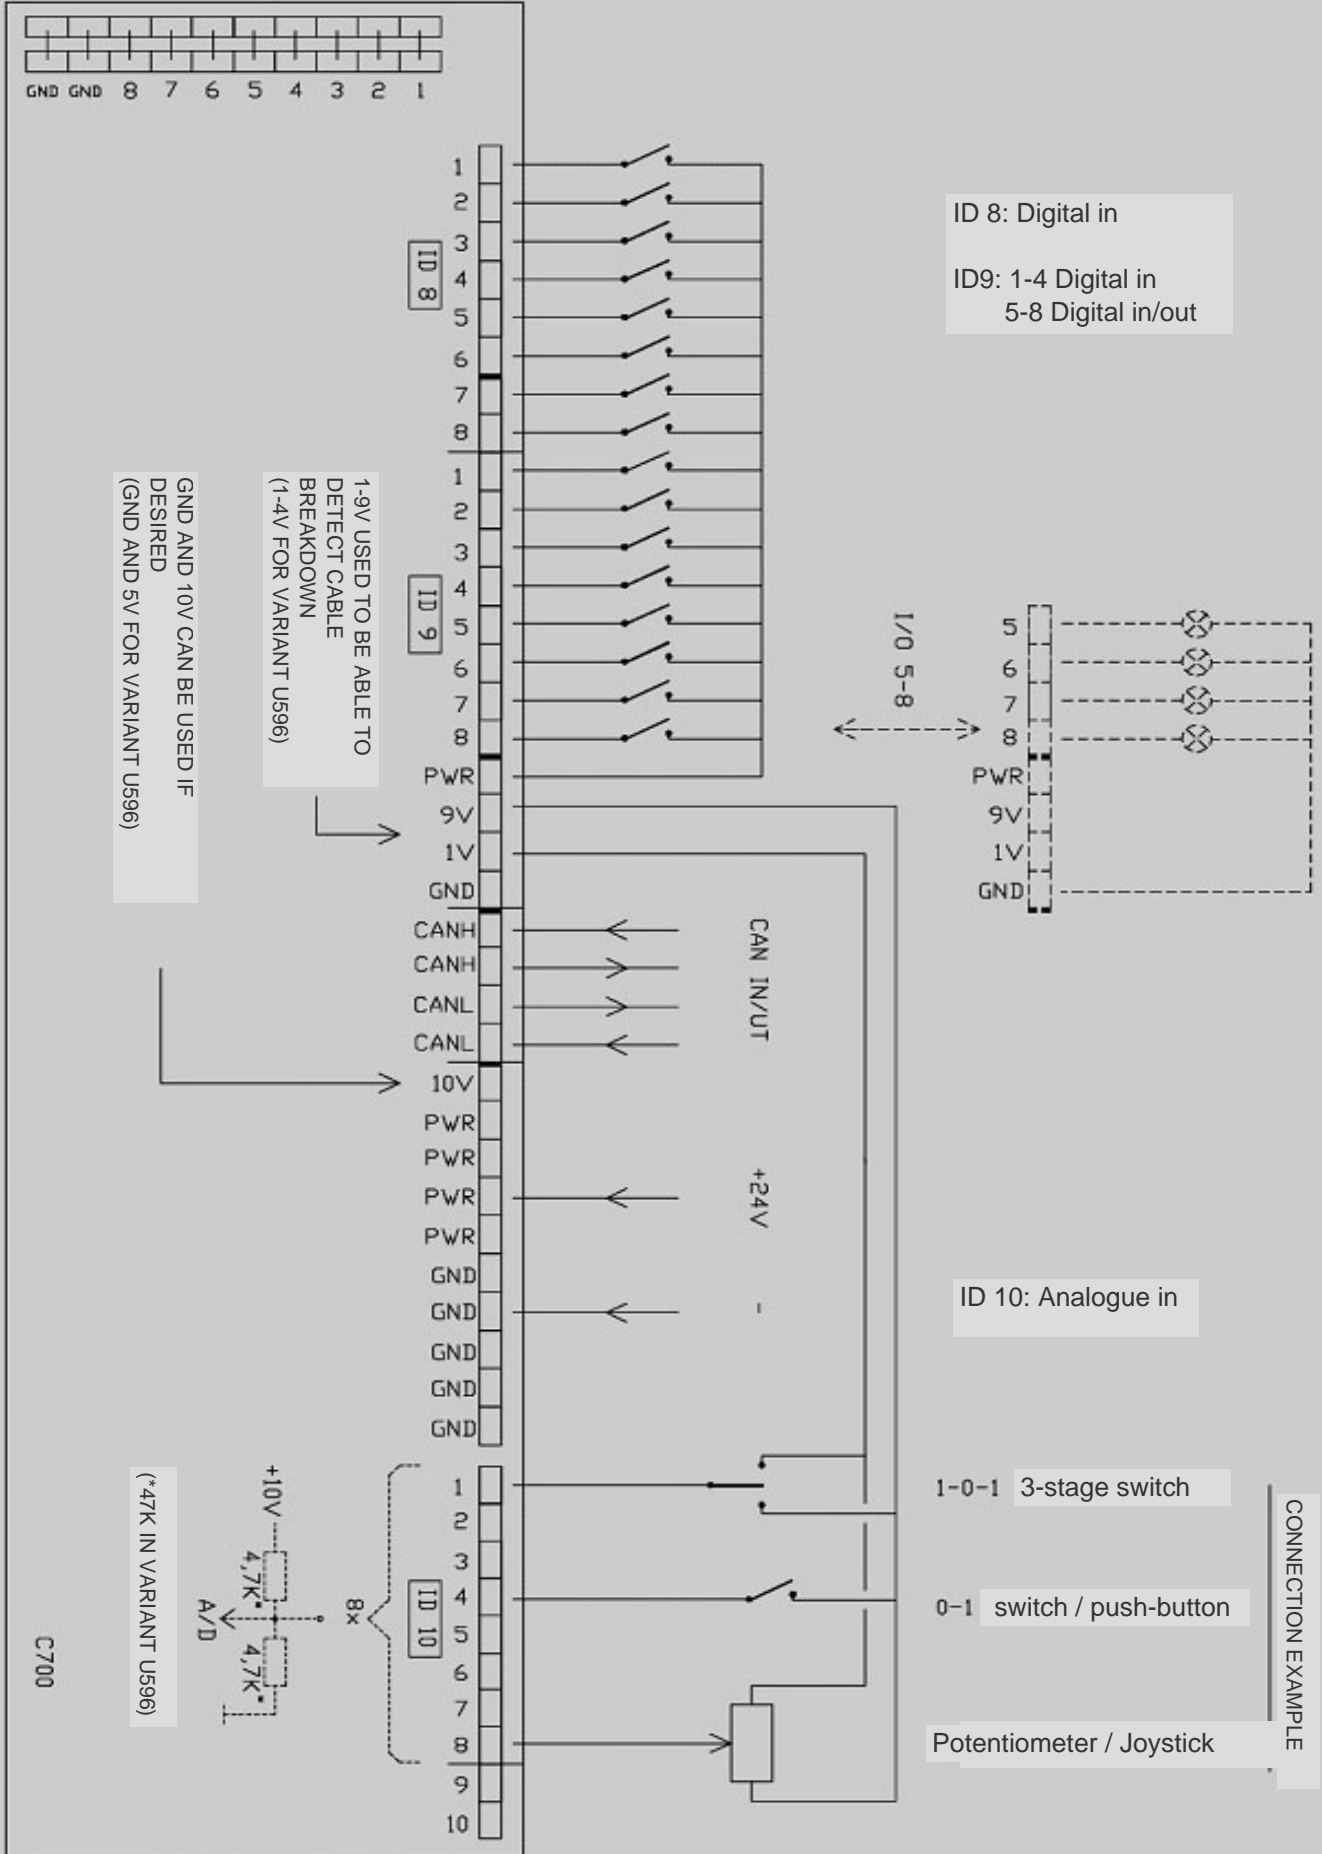 GND GND 8 7 6 5 4 3 2 1
1
2
3
4
5
6
7
8
ID 8
ID 8: Digital in
ID9: 1-4 Digital in
5-8 Digital in/out
1
2
3
4
5
6
7
8
ID 9
PWR
9V
1V
GND
I/O 5-8
5
6
7
8
PWR
9V
1V
GND
1-9V USED TO BE ABLE TO
DETECT CABLE
BREAKDOWN
(1-4V FOR VARIANT U596)
GND AND 10V CAN BE USED IF
DESIRED
(GND AND 5V FOR VARIANT U596)
CANH
CANH
CANL
CANL
CAN IN/UT
10V
PWR
PWR
PWR
PWR
GND
GND
GND
GND
GND
+24V
-
ID 10: Analogue in
1
2
3
4
5
6
7
8
9
10
ID 10
8x
+10V
4,7K*
4,7K*
A/D
(*47K IN VARIANT U596)
C700
1-0-1 3-stage switch
0-1 switch / push-button
Potentiometer / Joystick
CONNECTION EXAMPLE